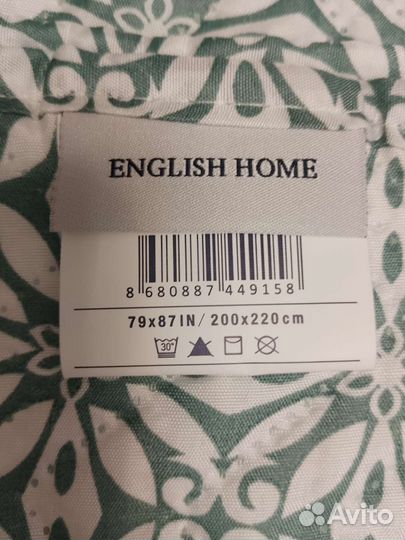 ENGLISH HOME
8 680887 449158
79x87IN/200x220cm
30°
Avito